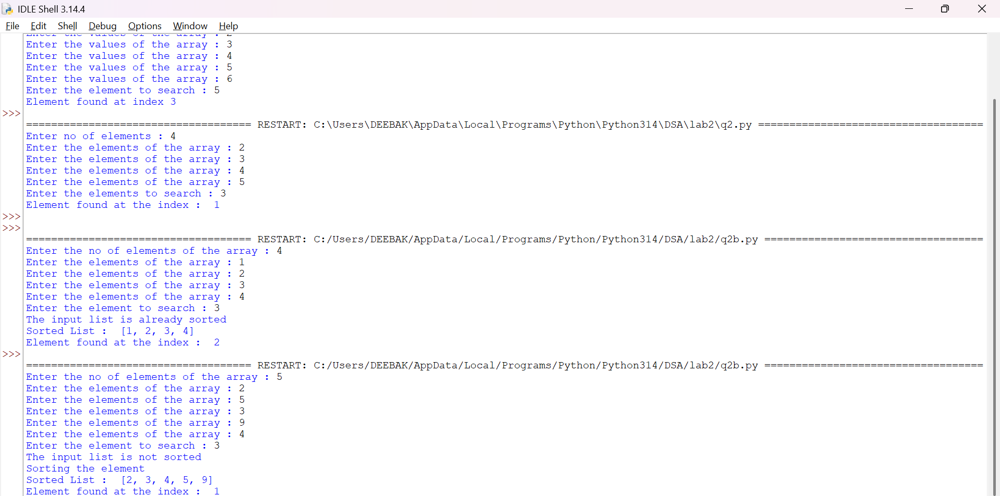 IDLE Shell 3.14.4
File Edit Shell Debug Options Window Help
Enter the values of the array : 2
Enter the values of the array : 3
Enter the values of the array : 4
Enter the values of the array : 5
Enter the values of the array : 6
Enter the element to search : 5
Element found at index 3
>>>
==================================== RESTART: C:\Users\DEEBAK\AppData\Local\Programs\Python\Python314\DSA\lab2\q2.py ====================================
Enter no of elements : 4
Enter the elements of the array : 2
Enter the elements of the array : 3
Enter the elements of the array : 4
Enter the elements of the array : 5
Enter the elements to search : 3
Element found at the index :  1
>>>
>>>
==================================== RESTART: C:/Users/DEEBAK/AppData/Local/Programs/Python/Python314/DSA/lab2/q2b.py ===================================
Enter the no of elements of the array : 4
Enter the elements of the array : 1
Enter the elements of the array : 2
Enter the elements of the array : 3
Enter the elements of the array : 4
Enter the element to search : 3
The input list is already sorted
Sorted List :  [1, 2, 3, 4]
Element found at the index :  2
>>>
==================================== RESTART: C:/Users/DEEBAK/AppData/Local/Programs/Python/Python314/DSA/lab2/q2b.py ===================================
Enter the no of elements of the array : 5
Enter the elements of the array : 2
Enter the elements of the array : 5
Enter the elements of the array : 3
Enter the elements of the array : 9
Enter the elements of the array : 4
Enter the element to search : 3
The input list is not sorted
Sorting the element
Sorted List :  [2, 3, 4, 5, 9]
Element found at the index :  1